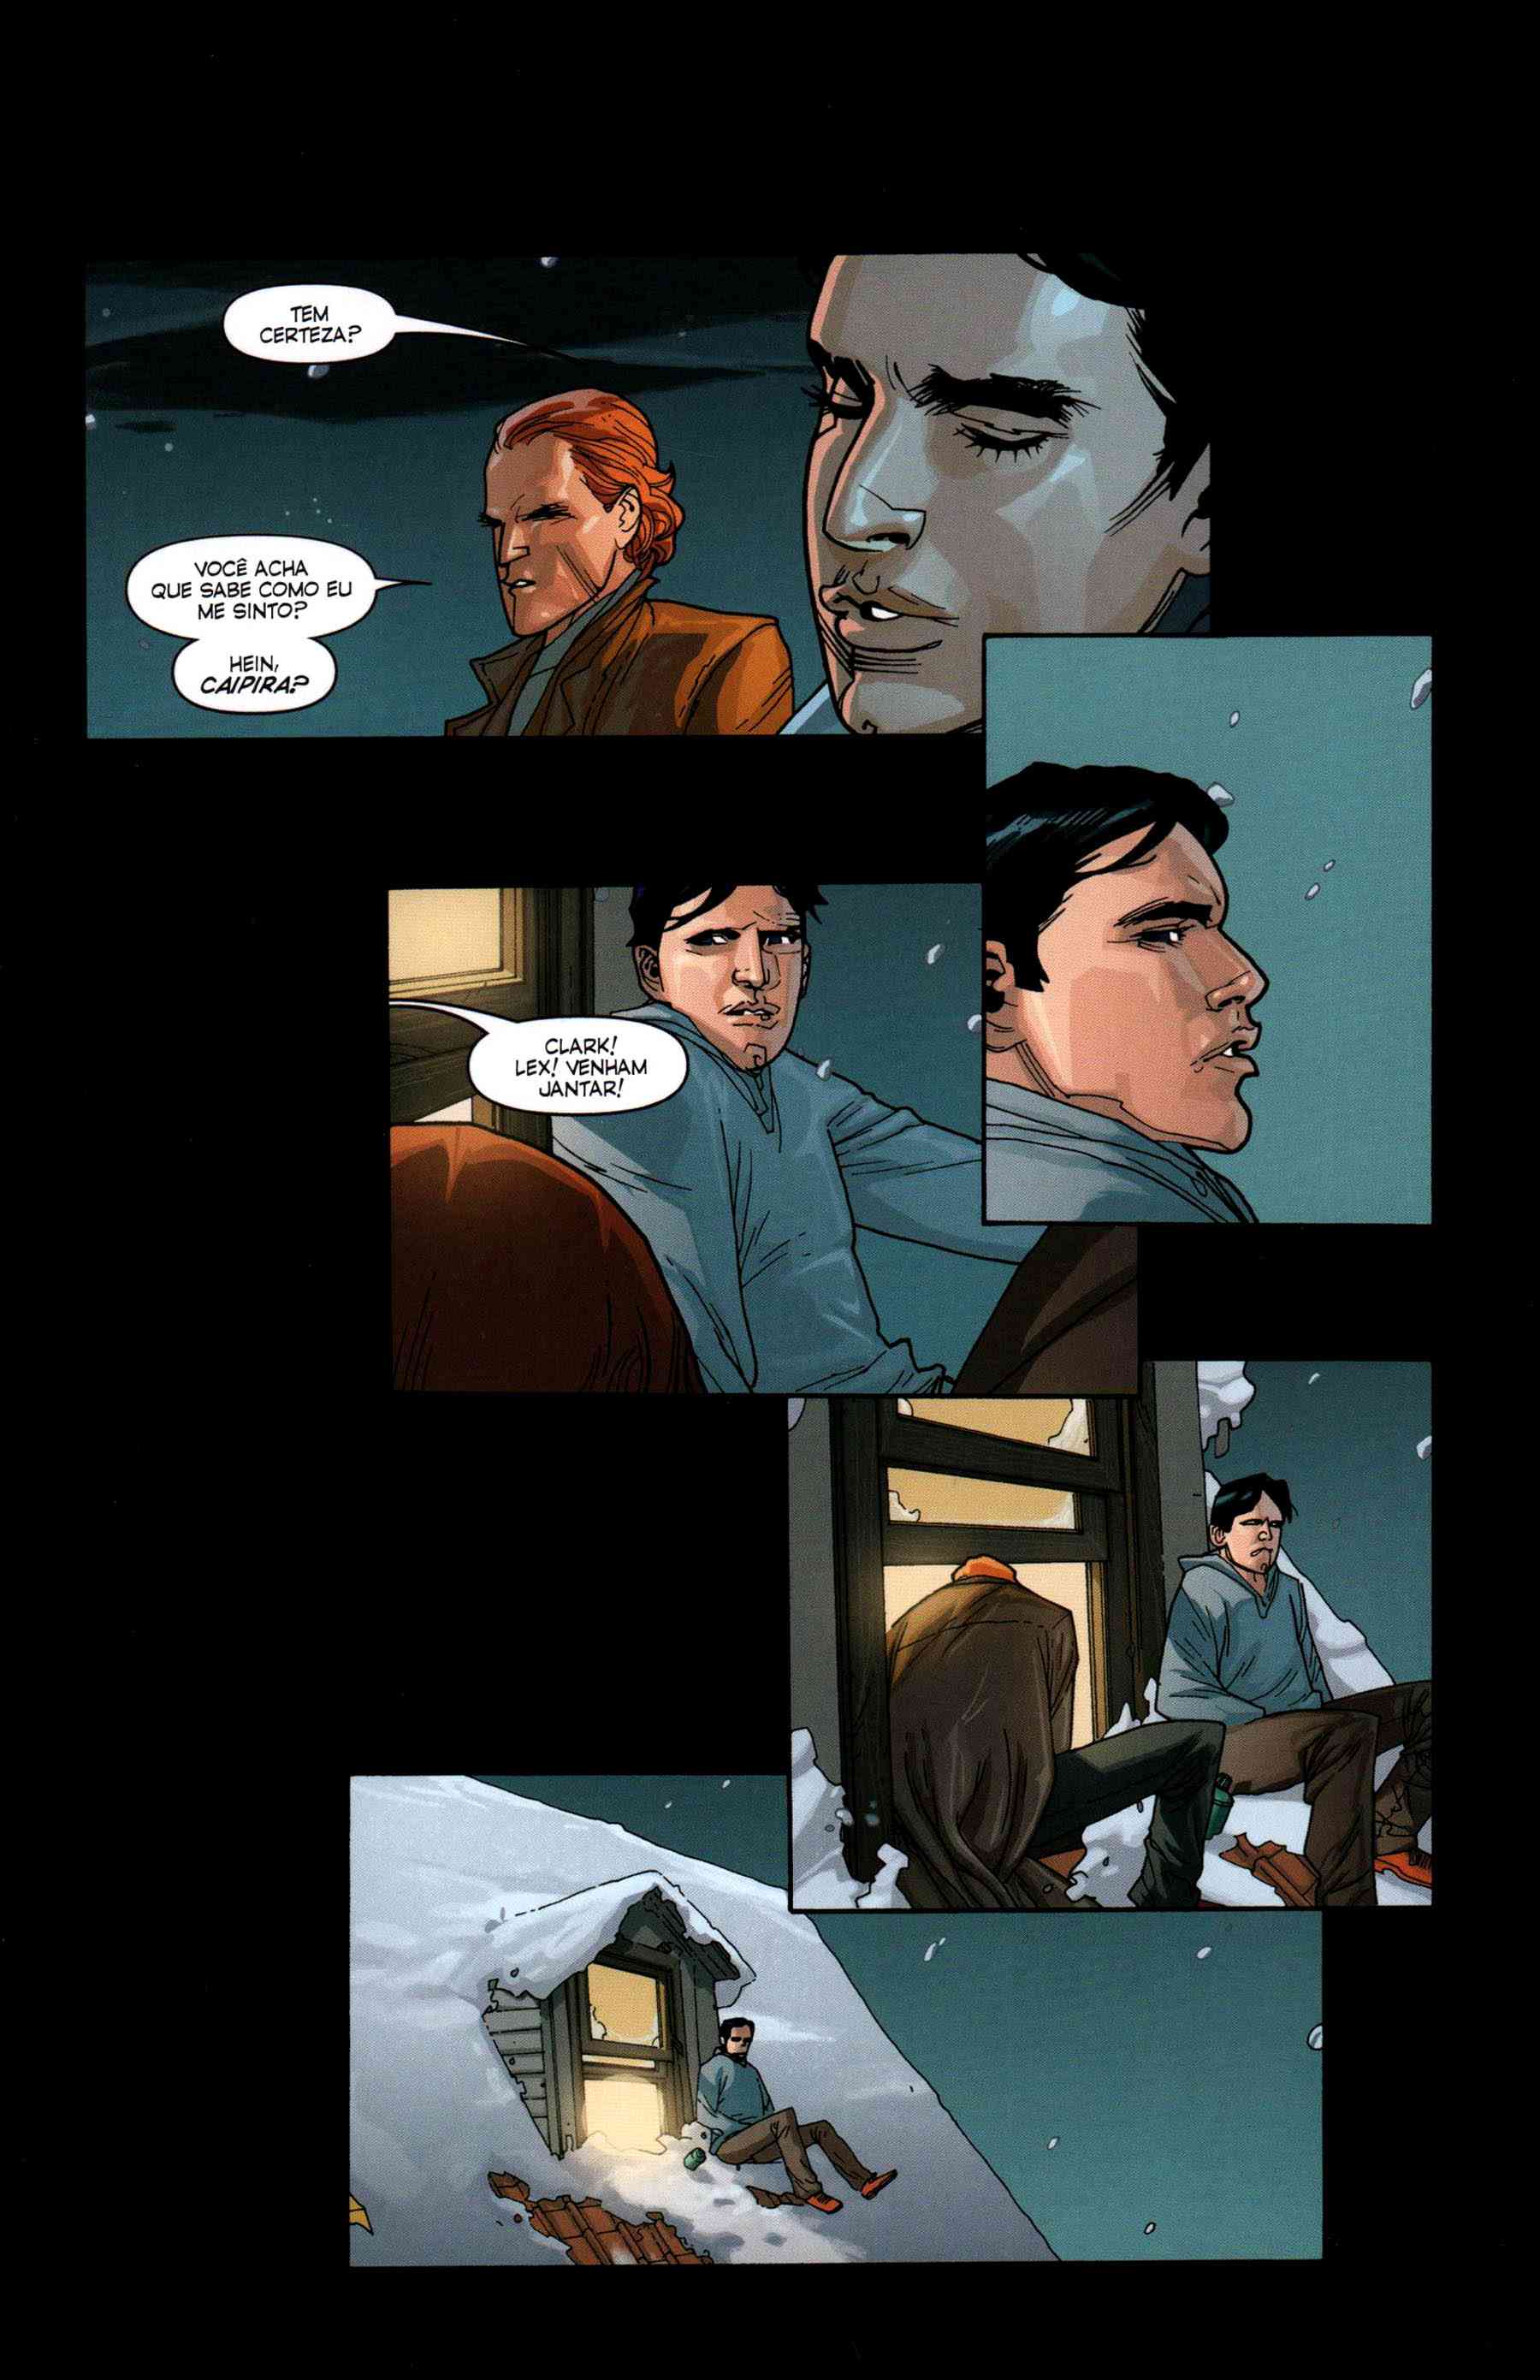 TEM
CERTEZA?
VOCÊ ACHA
QUE SABE COMO EU
ME SINTO?
HEIN,
CAIPIRA?
CLARK!
LEX! VENHAM
JANTAR!